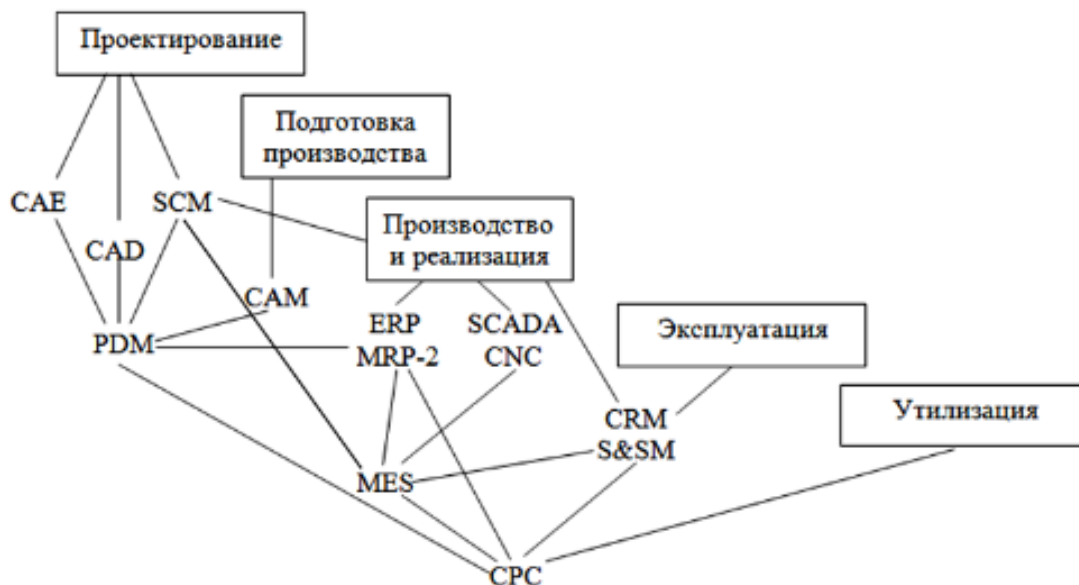 Проектирование
Подготовка
производства
CAE
SCM
Производство
и реализация
CAD
CAM
ERP
SCADA
Эксплуатация
PDM
MRP-2
CNC
CRM
Утилизация
S&SM
MES
CPC